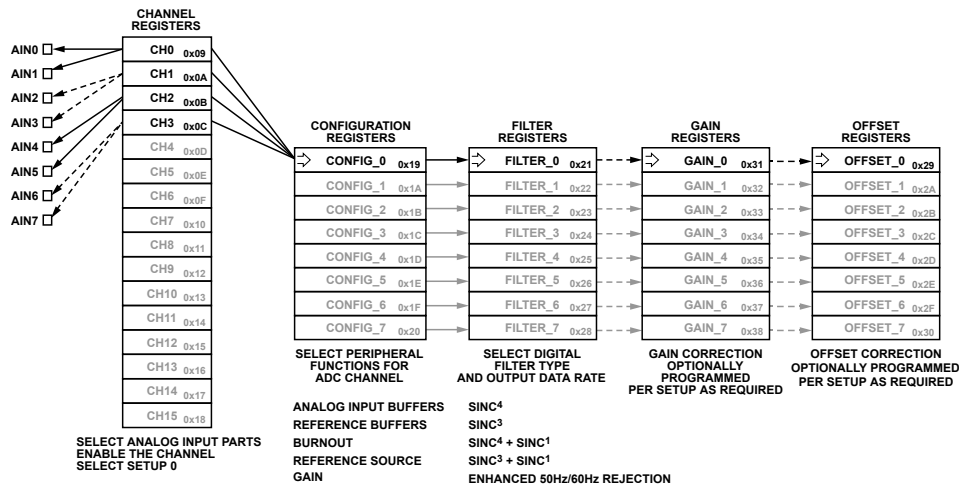 CHANNEL
REGISTERS
AIN0
AIN1
AIN2
AIN3
AIN4
AIN5
AIN6
AIN7
CH0 0x09
CH1 0x0A
CH2 0x0B
CH3 0x0C
CH4 0x0D
CH5 0x0E
CH6 0x0F
CH7 0x10
CH8 0x11
CH9 0x12
CH10 0x13
CH11 0x14
CH12 0x15
CH13 0x16
CH14 0x17
CH15 0x18
SELECT ANALOG INPUT PARTS
ENABLE THE CHANNEL
SELECT SETUP 0
CONFIGURATION
REGISTERS
CONFIG_0 0x19
CONFIG_1 0x1A
CONFIG_2 0x1B
CONFIG_3 0x1C
CONFIG_4 0x1D
CONFIG_5 0x1E
CONFIG_6 0x1F
CONFIG_7 0x20
SELECT PERIPHERAL
FUNCTIONS FOR
ADC CHANNEL
ANALOG INPUT BUFFERS
REFERENCE BUFFERS
BURNOUT
REFERENCE SOURCE
GAIN
FILTER
REGISTERS
FILTER_0 0x21
FILTER_1 0x22
FILTER_2 0x23
FILTER_3 0x24
FILTER_4 0x25
FILTER_5 0x26
FILTER_6 0x27
FILTER_7 0x28
SELECT DIGITAL
FILTER TYPE
AND OUTPUT DATA RATE
SINC⁴
SINC³
SINC⁴ + SINC¹
SINC³ + SINC¹
ENHANCED 50Hz/60Hz REJECTION
GAIN
REGISTERS
GAIN_0 0x31
GAIN_1 0x32
GAIN_2 0x33
GAIN_3 0x34
GAIN_4 0x35
GAIN_5 0x36
GAIN_6 0x37
GAIN_7 0x38
GAIN CORRECTION
OPTIONALLY
PROGRAMMED
PER SETUP AS REQUIRED
OFFSET
REGISTERS
OFFSET_0 0x29
OFFSET_1 0x2A
OFFSET_2 0x2B
OFFSET_3 0x2C
OFFSET_4 0x2D
OFFSET_5 0x2E
OFFSET_6 0x2F
OFFSET_7 0x30
OFFSET CORRECTION
OPTIONALLY PROGRAMMED
PER SETUP AS REQUIRED